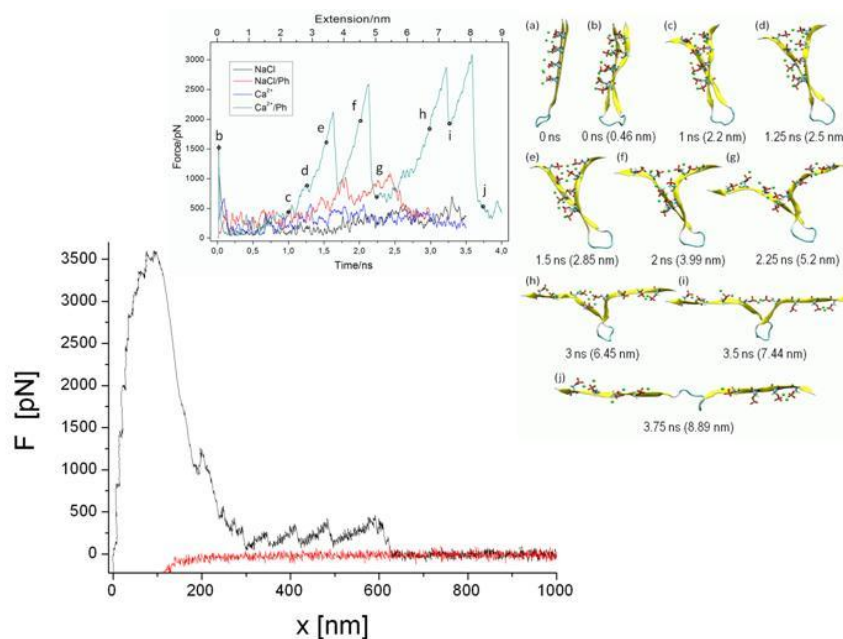 Extension/nm
0 1 2 3 4 5 6 7 8 9
Force/pN
3000
2500
2000
1500
1000
500
0
NaCl
NaCl/Ph
Ca2+
Ca2+/Ph
b
c
d
e
f
g
h
i
j
0,0 0,5 1,0 1,5 2,0 2,5 3,0 3,5 4,0
Time/ns
(a) (b) (c) (d)
0 ns 0 ns (0.46 nm) 1 ns (2.2 nm) 1.25 ns (2.5 nm
(e) (f) (g)
1.5 ns (2.85 nm) 2 ns (3.99 nm) 2.25 ns (5.2 nm)
(h) (i)
3 ns (6.45 nm) 3.5 ns (7.44 nm)
(j)
3.75 ns (8.89 nm)
F [pN]
3500
3000
2500
2000
1500
1000
500
0
0 200 400 600 800 1000
x [nm]